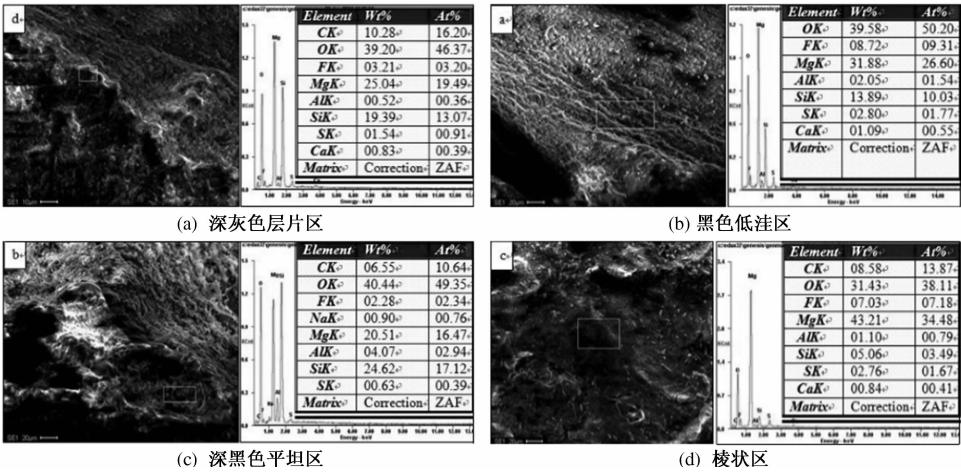 d
Element Wt% At%
CK 10.28 16.20
OK 39.20 46.37
FK 03.21 03.20
MgK 25.04 19.49
AlK 00.52 00.36
SiK 19.39 13.07
SK 01.54 00.91
CaK 00.83 00.39
Matrix Correction ZAF
Energy - keV
(a) 深灰色层片区
a
Element Wt% At%
OK 39.58 50.20
FK 08.72 09.31
MgK 31.88 26.60
AlK 02.05 01.54
SiK 13.89 10.03
SK 02.80 01.77
CaK 01.09 00.55
Matrix Correction ZAF
Energy - keV
(b) 黑色低洼区
b
Element Wt% At%
CK 06.55 10.64
OK 40.44 49.35
FK 02.28 02.34
NaK 00.90 00.76
MgK 20.51 16.47
AlK 04.07 02.94
SiK 24.62 17.12
SK 00.63 00.39
Matrix Correction ZAF
Energy - keV
(c) 深黑色平坦区
c
Element Wt% At%
CK 08.58 13.87
OK 31.43 38.11
FK 07.03 07.18
MgK 43.21 34.48
AlK 01.10 00.79
SiK 05.06 03.49
SK 02.76 01.67
CaK 00.84 00.41
Matrix Correction ZAF
Energy - keV
(d) 棱状区